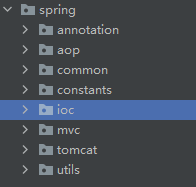 spring
annotation
aop
common
constants
ioc
mvc
tomcat
utils